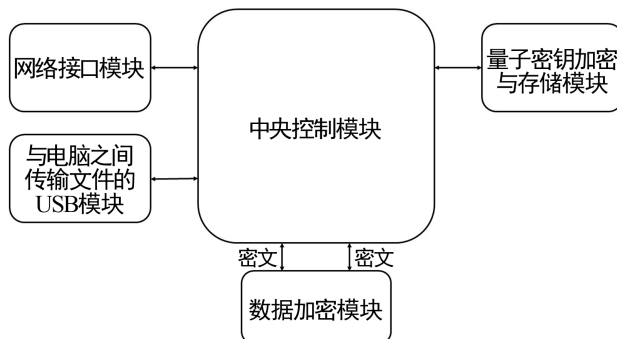 网络接口模块
与电脑之间
传输文件的
USB模块
中央控制模块
量子密钥加密
与存储模块
密文
密文
数据加密模块